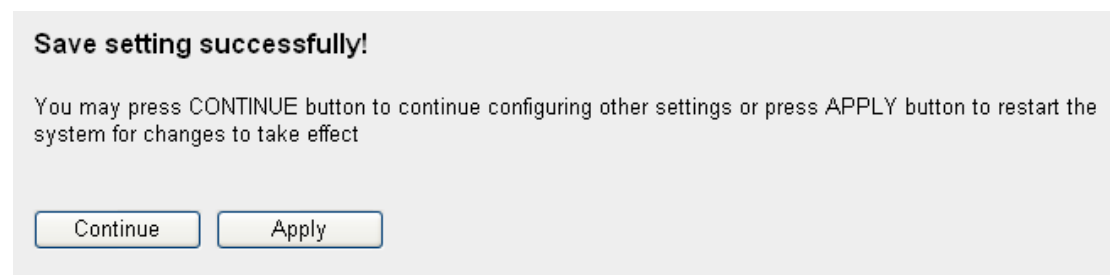 Save setting successfully!
You may press CONTINUE button to continue configuring other settings or press APPLY button to restart the
system for changes to take effect
Continue
Apply